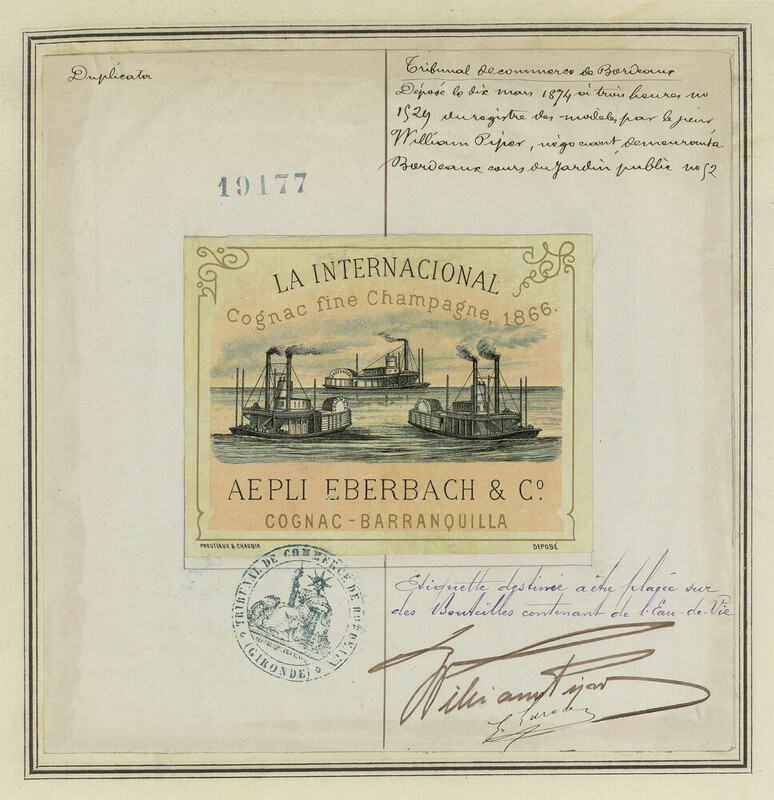 Duplicata
Tribunal de commerce de Bordeaux
Déposé le dix mars 1874 à trois heures no
1529 du registre des modèles par le sieur
William Piper, négociant demeurant à
Bordeaux cours du Jardin public no 52
19177
LA INTERNACIONAL
Cognac fine Champagne, 1866.
AEPLI EBERBACH & Cº.
COGNAC-BARRANQUILLA
PROUTEAUX & CHASSIN
DEPOSÉ
TRIBUNAL DE COMMERCE DE BORDEAUX
(GIRONDE)
Etiquette destinée a être placée sur
des Bouteilles contenant de l'Eau-de-Vie
William Piper